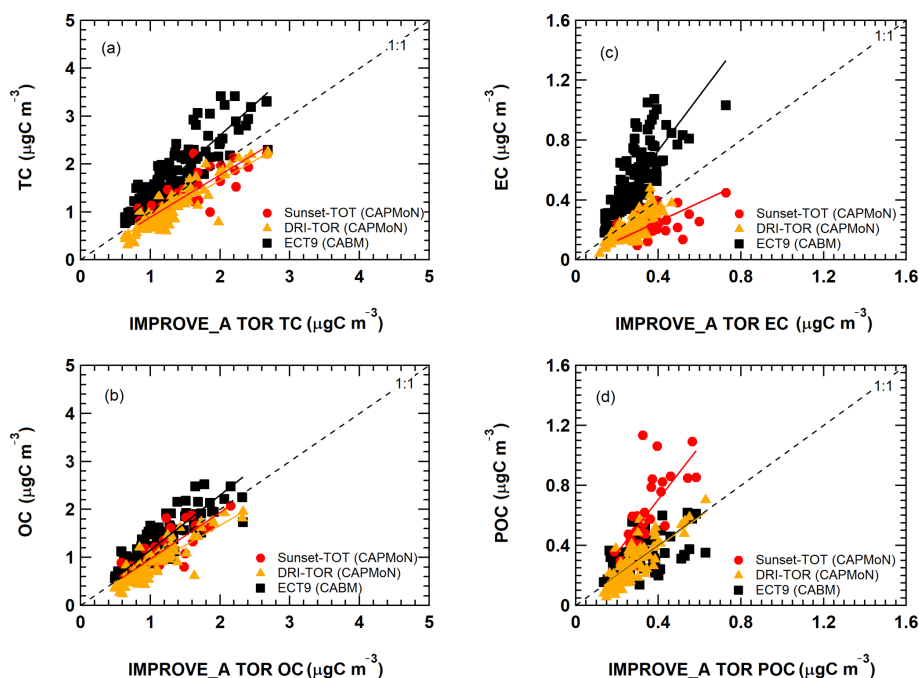 (a)
1:1
TC (μgC m⁻³)
5
4
3
2
1
0
Sunset-TOT (CAPMoN)
DRI-TOR (CAPMoN)
ECT9 (CABM)
0 1 2 3 4 5
IMPROVE_A TOR TC (μgC m⁻³)
(c)
1:1
EC (μgC m⁻³)
1.6
1.2
0.8
0.4
0
Sunset-TOT (CAPMoN)
DRI-TOR (CAPMoN)
ECT9 (CABM)
0 0.4 0.8 1.2 1.6
IMPROVE_A TOR EC (μgC m⁻³)
(b)
1:1
OC (μgC m⁻³)
5
4
3
2
1
0
Sunset-TOT (CAPMoN)
DRI-TOR (CAPMoN)
ECT9 (CABM)
0 1 2 3 4 5
IMPROVE_A TOR OC (μgC m⁻³)
(d)
1:1
POC (μgC m⁻³)
1.6
1.2
0.8
0.4
0
Sunset-TOT (CAPMoN)
DRI-TOR (CAPMoN)
ECT9 (CABM)
0 0.4 0.8 1.2 1.6
IMPROVE_A TOR POC (μgC m⁻³)